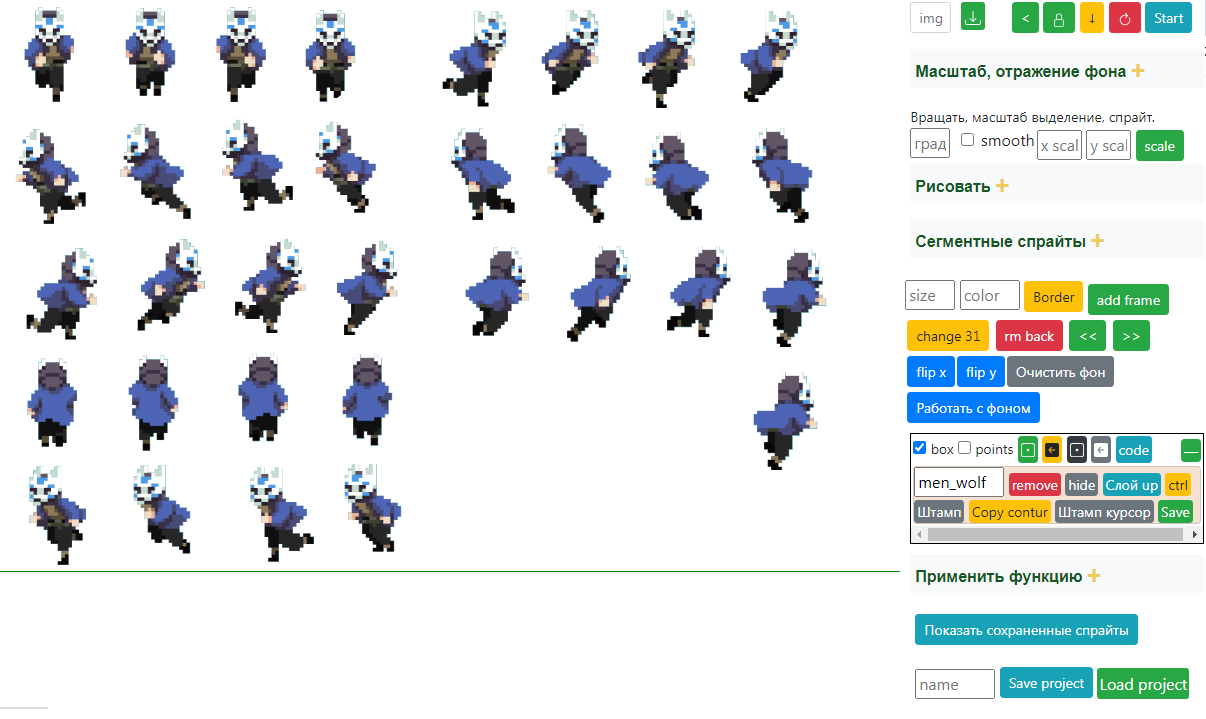 img < ↓ Start
Масштаб, отражение фона +
Вращать, масштаб выделение, спрайт.
град smooth x scal y scal scale
Рисовать +
Сегментные спрайты +
size color Border add frame
change 31 rm back << >>
flip x flip y Очистить фон
Работать с фоном
box points code
men_wolf remove hide Слой up ctrl
Штамп Copy contur Штамп курсор Save
Применить функцию +
Показать сохраненные спрайты
name Save project Load project